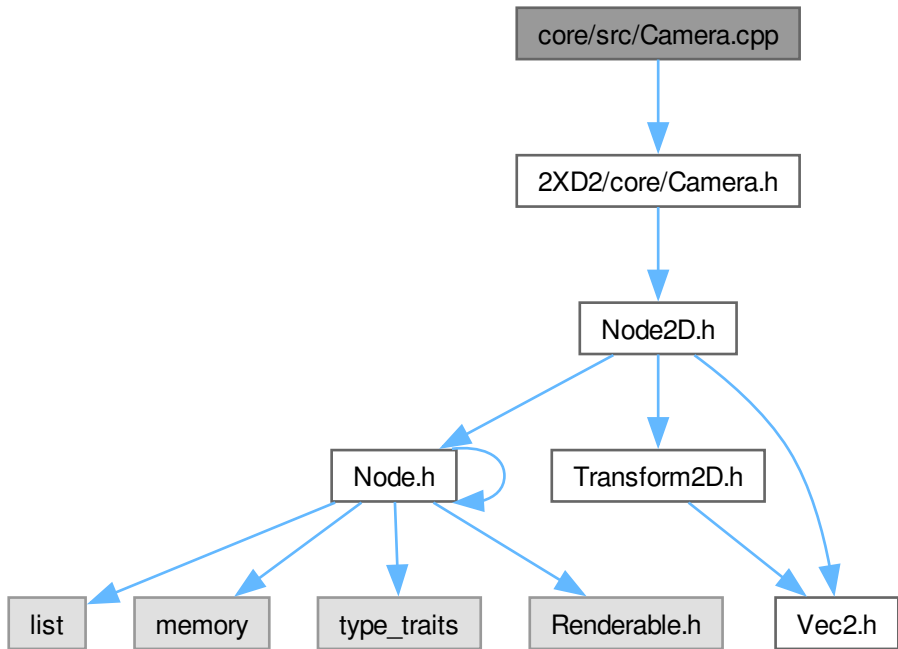 core/src/Camera.cpp
2XD2/core/Camera.h
Node2D.h
Node.h
Transform2D.h
list
memory
type_traits
Renderable.h
Vec2.h